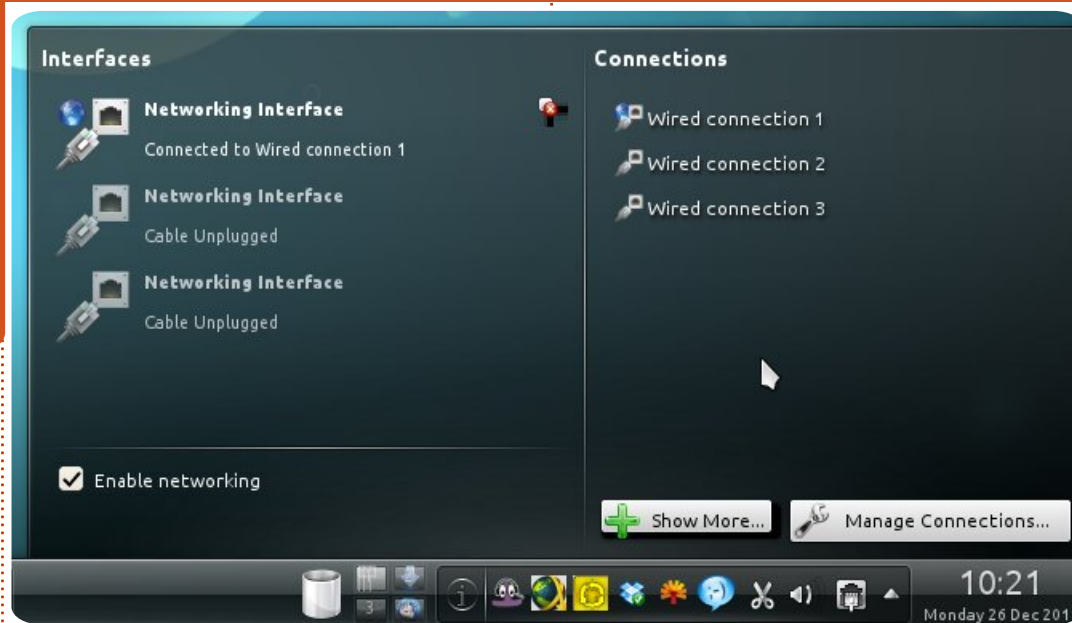 Interfaces
Networking Interface
Connected to Wired connection 1
Networking Interface
Cable Unplugged
Networking Interface
Cable Unplugged
Enable networking
Connections
Wired connection 1
Wired connection 2
Wired connection 3
Show More...
Manage Connections...
3
10:21
Monday 26 Dec 201